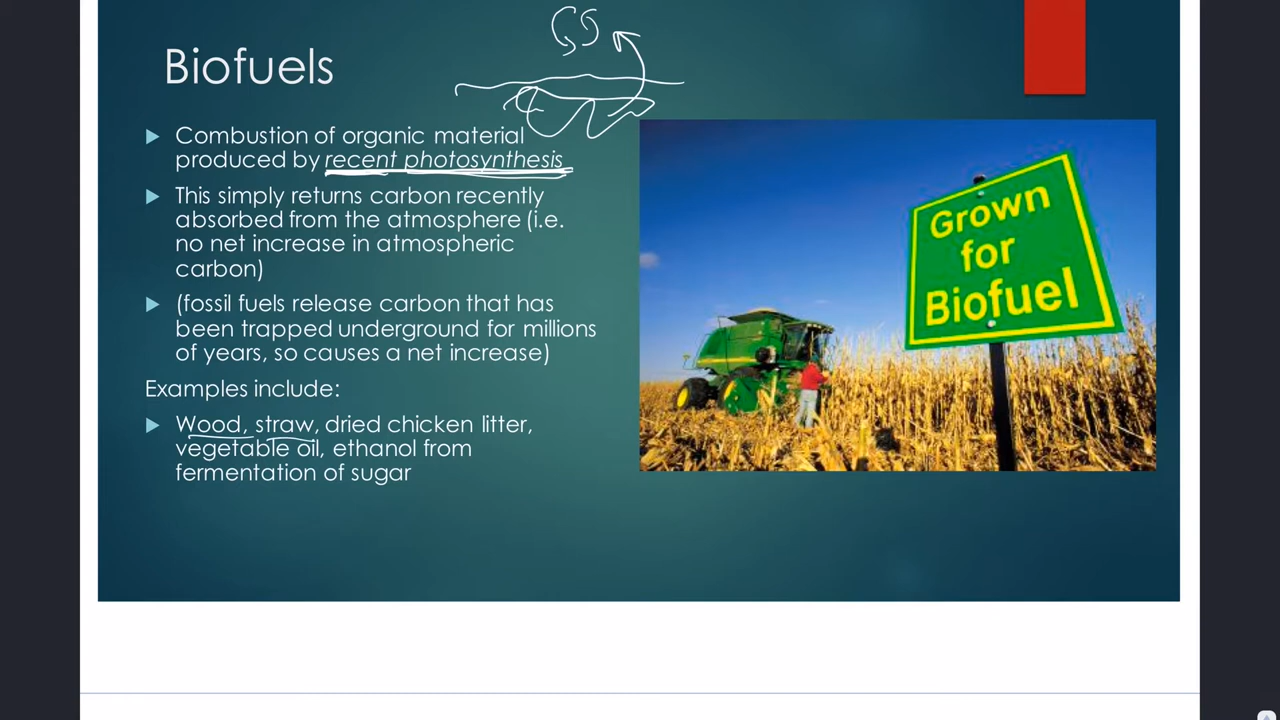 Biofuels
Combustion of organic material
produced by recent photosynthesis
This simply returns carbon recently
absorbed from the atmosphere (i.e.
no net increase in atmospheric
carbon)
(fossil fuels release carbon that has
been trapped underground for millions
of years, so causes a net increase)
Examples include:
Wood, straw, dried chicken litter,
vegetable oil, ethanol from
fermentation of sugar
Grown
for
Biofuel